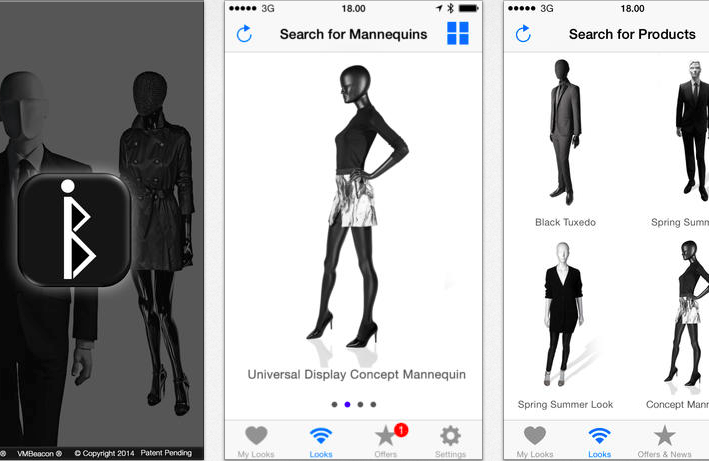 ® VMBeacon ® © Copyright 2014 Patent Pending
3G 18.00
Search for Mannequins
Universal Display Concept Mannequin
My Looks Looks Offers 1 Settings
3G 18.00
Search for Products
Black Tuxedo
Spring Summ
Spring Summer Look
Concept Mann
My Looks Looks Offers & News